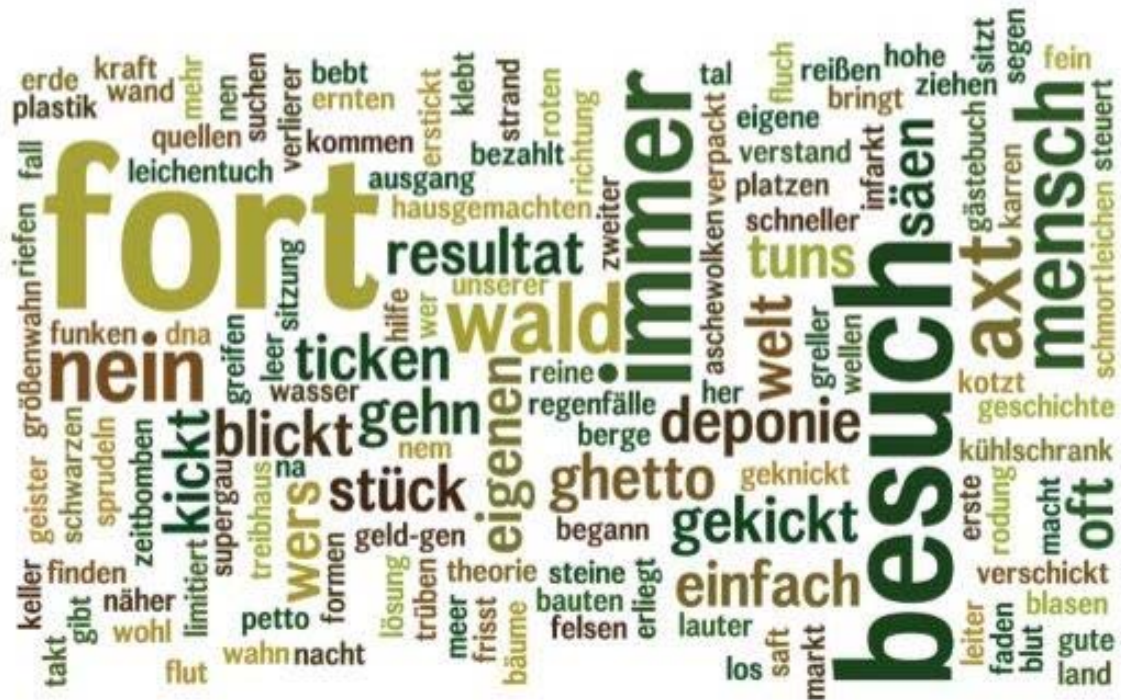 erde
kraft
wand
plastik
mehr
nen
suchen
quellen
verlierer
bebt
ernten
kommen
erstickt
klebt
strand
roten
bezahlt
richtung
leichentuch
ausgang
hausgemachten
zweiter
fall
fort
riefen
größenwahn
funken
dna
sitzung
hilfe
wer
resultat
unserer
wald
immer
tal
verpackt
aschewolken
fluch
reißen
hohe
ziehen
sitzt
segen
fein
bringt
eigene
verstand
platzen
infarkt
schneller
tuns
säen
gästebuch
karren
mensch
steuert
leichen
schmort
axt
besuch
welt
greller
wellen
her
nein
greifen
leer
ticken
wasser
blickt
gehn
nem
eigenen
reine
regenfälle
berge
deponie
kotzt
geschichte
kühlschrank
geister
schwarzen
sprudeln
zeitbomben
kickt
supergau
treibhaus
na
wers
stück
geld-gen
formen
ghetto
begann
geknickt
gekickt
erste
rodung
macht
oft
keller
finden
takt
gibt
näher
wohl
limitiert
flut
petto
wahn
nacht
lösung
trüben
theorie
meer
frisst
bäume
steine
bauten
felsen
erliegt
einfach
lauter
los
saft
markt
verschickt
leiter
faden
blut
blasen
gute
land